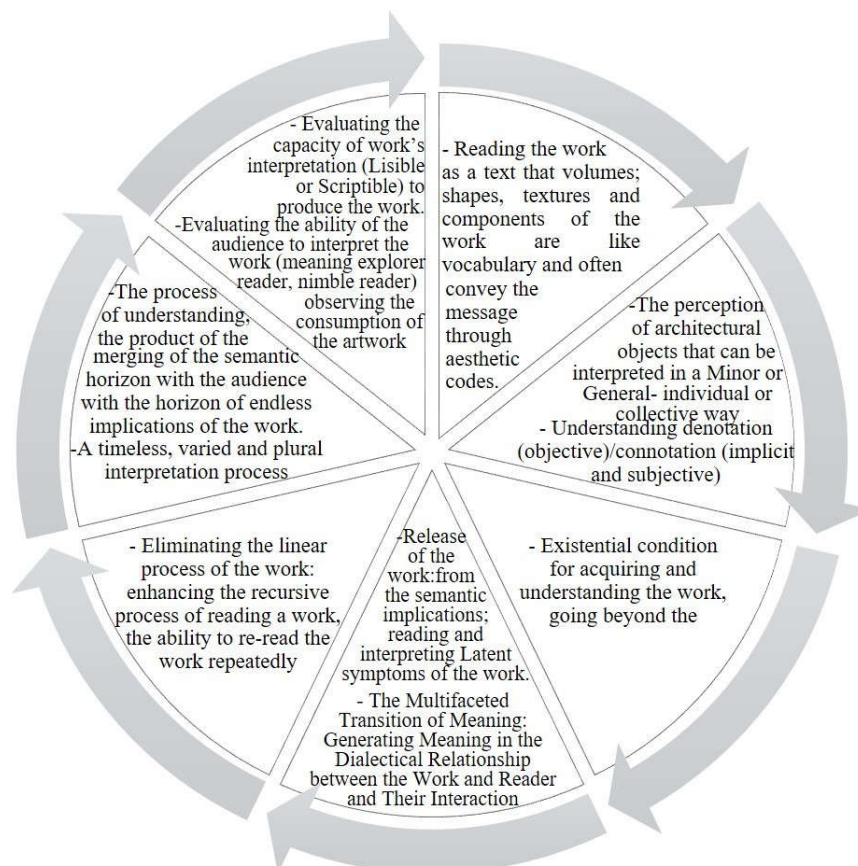 - Reading the work
as a text that volumes;
shapes, textures and
components of the
work are like
vocabulary and often
convey the
message
through
aesthetic
codes.
-The perception
of architectural
objects that can be
interpreted in a Minor or
General- individual or
collective way
- Understanding denotation
(objective)/connotation (implicit
and subjective)
- Existential condition
for acquiring and
understanding the work,
going beyond the
-Release
of the
work:from
the semantic
implications;
reading and
interpreting Latent
symptoms of the work.
- The Multifaceted
Transition of Meaning:
Generating Meaning in the
Dialectical Relationship
between the Work and Reader
and Their Interaction
- Eliminating the linear
process of the work:
enhancing the recursive
process of reading a work,
the ability to re-read the
work repeatedly
-The process
of understanding,
the product of the
merging of the semantic
horizon with the audience
with the horizon of endless
implications of the work.
-A timeless, varied and plural
interpretation process
- Evaluating the
capacity of work's
interpretation (Lisible
or Scriptible) to
produce the work.
-Evaluating the ability of the
audience to interpret the
work (meaning explorer
reader, nimble reader)
observing the
consumption of
the artwork